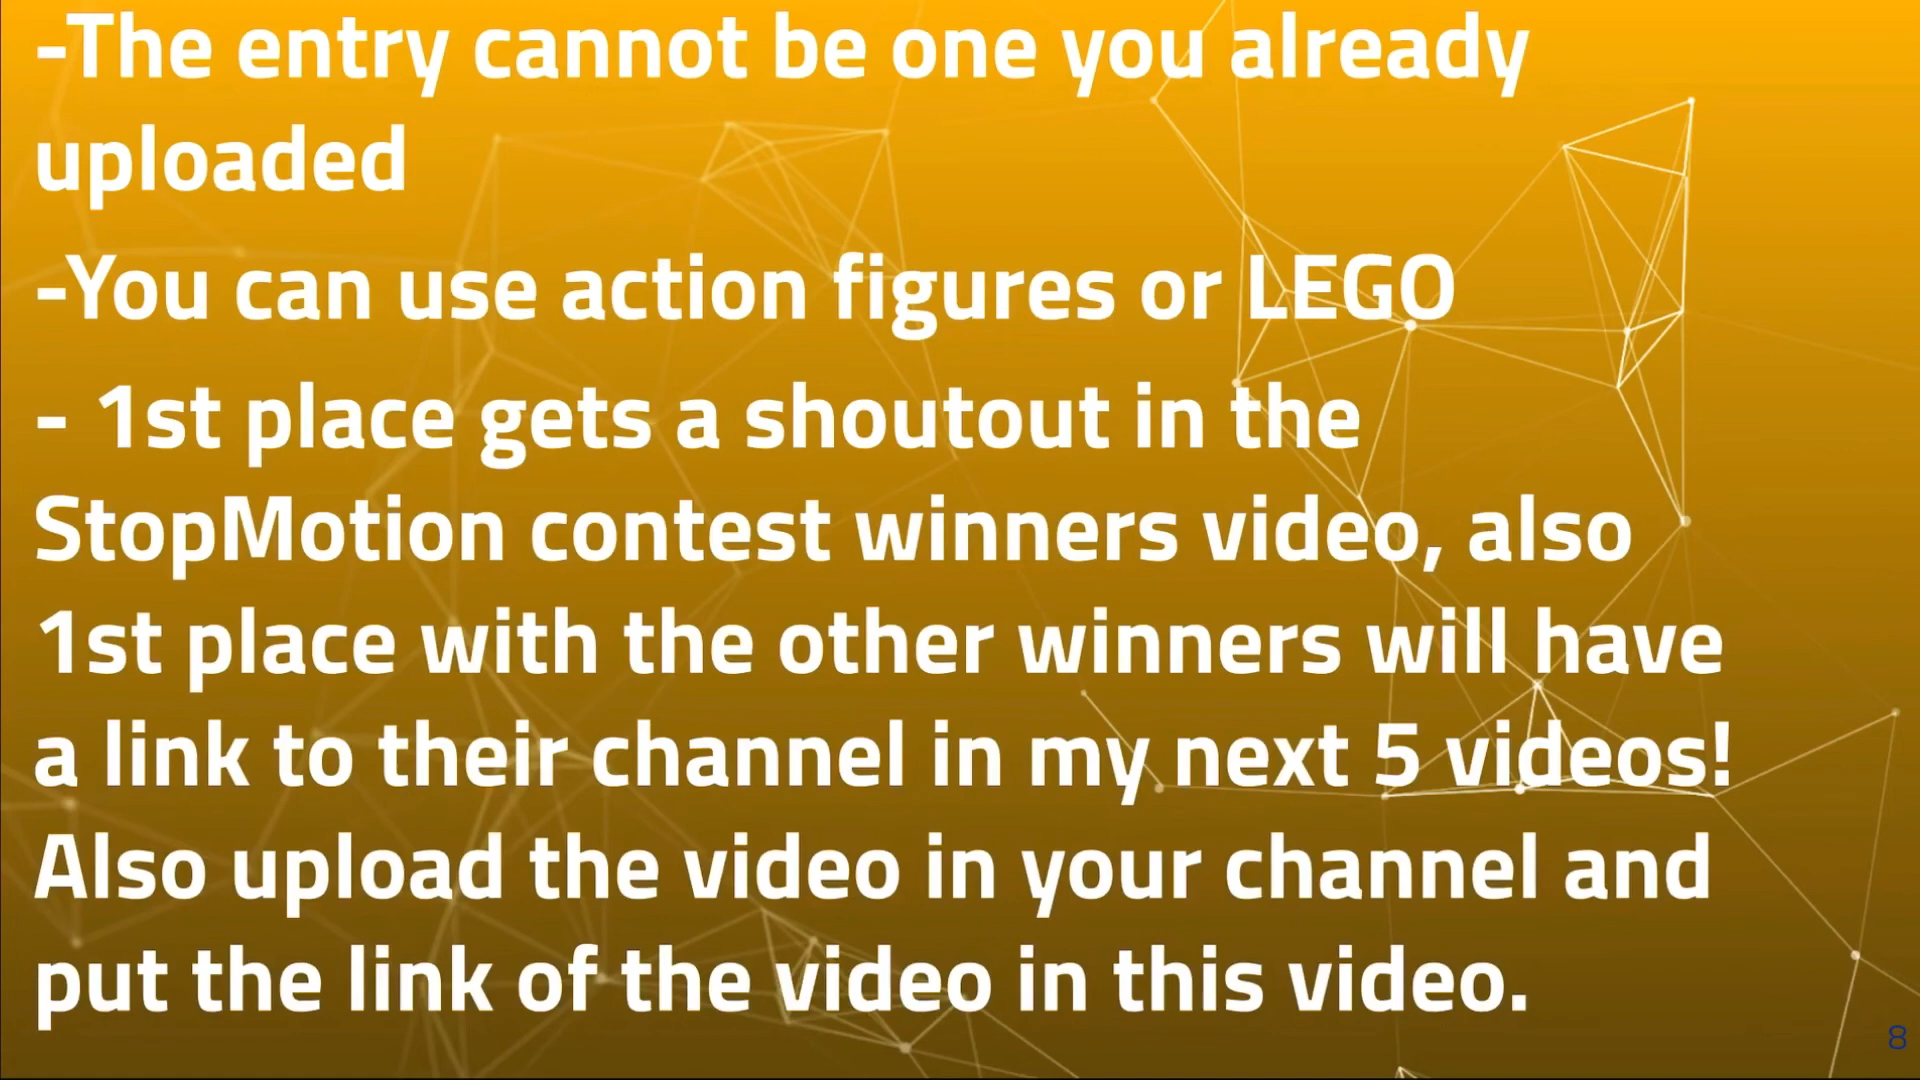 -The entry cannot be one you already
uploaded
-You can use action figures or LEGO
- 1st place gets a shoutout in the
StopMotion contest winners video, also
1st place with the other winners will have
a link to their channel in my next 5 videos!
Also upload the video in your channel and
put the link of the video in this video.
8